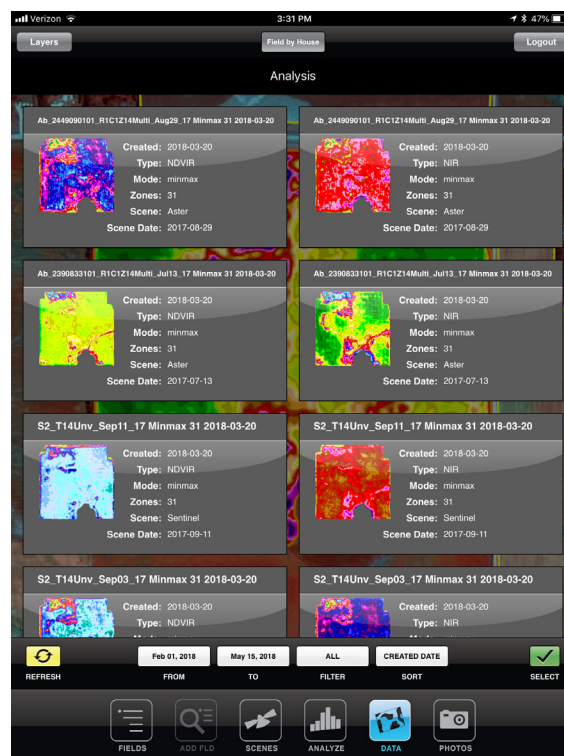 Verizon 3:31 PM 47%
Layers Field by House Logout
Analysis
Ab_2449090101_R1C1Z14Multi_Aug29_17 Minmax 31 2018-03-20
Created: 2018-03-20
Type: NDVIR
Mode: minmax
Zones: 31
Scene: Aster
Scene Date: 2017-08-29
Ab_2449090101_R1C1Z14Multi_Aug29_17 Minmax 31 2018-03-20
Created: 2018-03-20
Type: NIR
Mode: minmax
Zones: 31
Scene: Aster
Scene Date: 2017-08-29
Ab_2390833101_R1C1Z14Multi_Jul13_17 Minmax 31 2018-03-20
Created: 2018-03-20
Type: NDVIR
Mode: minmax
Zones: 31
Scene: Aster
Scene Date: 2017-07-13
Ab_2390833101_R1C1Z14Multi_Jul13_17 Minmax 31 2018-03-20
Created: 2018-03-20
Type: NIR
Mode: minmax
Zones: 31
Scene: Aster
Scene Date: 2017-07-13
S2_T14Unv_Sep11_17 Minmax 31 2018-03-20
Created: 2018-03-20
Type: NDVIR
Mode: minmax
Zones: 31
Scene: Sentinel
Scene Date: 2017-09-11
S2_T14Unv_Sep11_17 Minmax 31 2018-03-20
Created: 2018-03-20
Type: NIR
Mode: minmax
Zones: 31
Scene: Sentinel
Scene Date: 2017-09-11
S2_T14Unv_Sep03_17 Minmax 31 2018-03-20
Created: 2018-03-20
Type: NDVIR
S2_T14Unv_Sep03_17 Minmax 31 2018-03-20
Created: 2018-03-20
Type: NIR
Feb 01, 2018 May 15, 2018 ALL CREATED DATE
REFRESH FROM TO FILTER SORT SELECT
FIELDS ADD FLD SCENES ANALYZE DATA PHOTOS